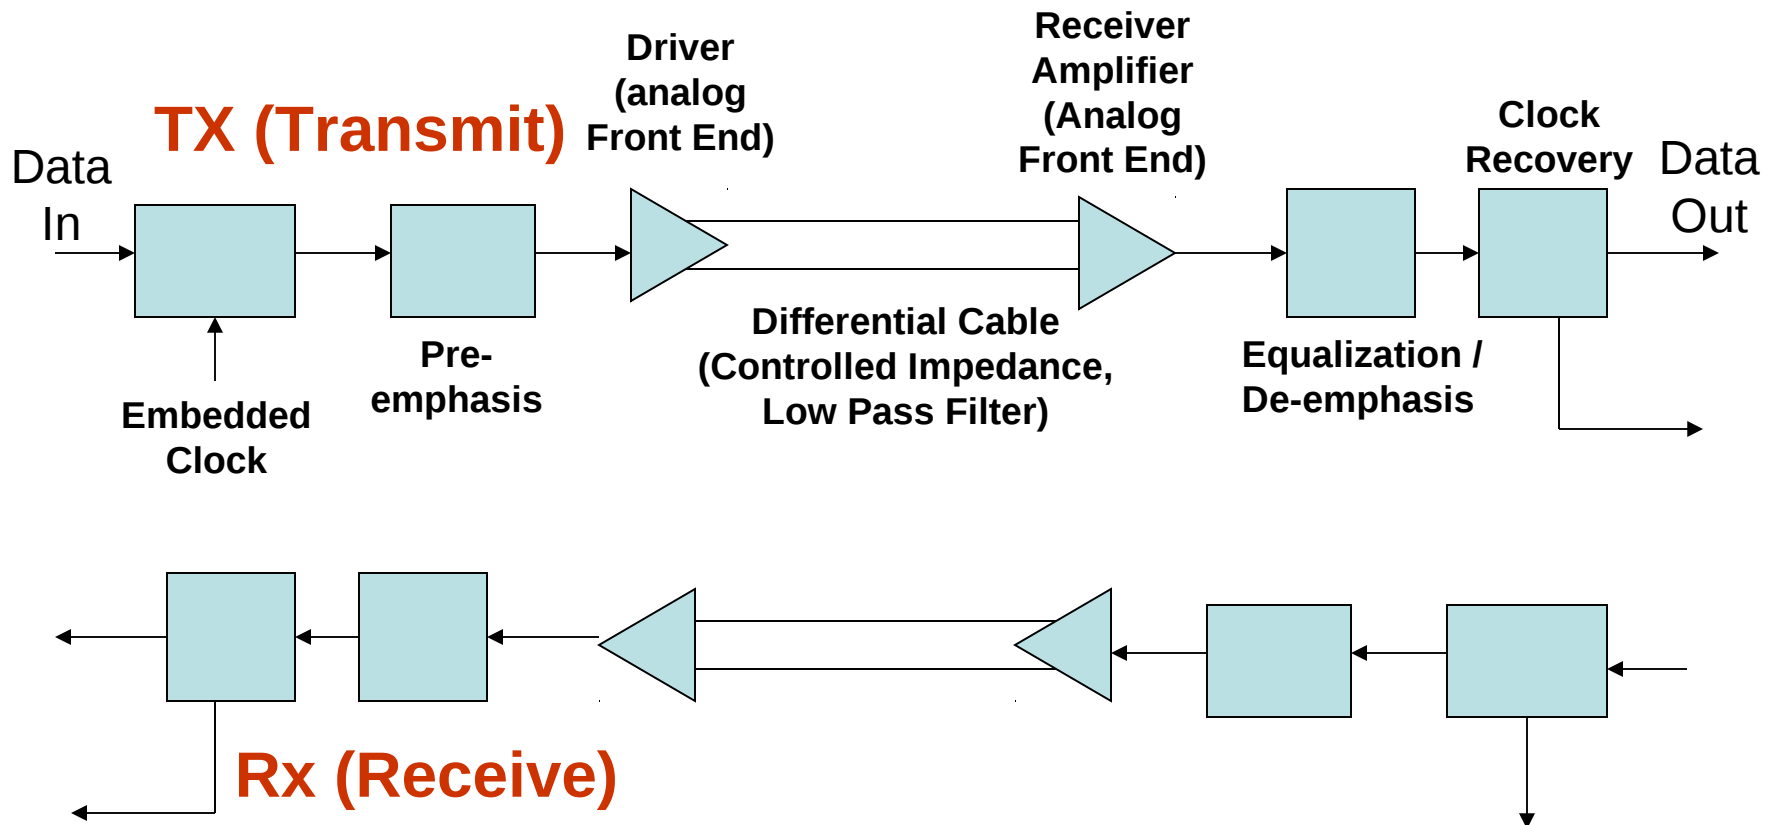 Driver
(analog
Front End)
Receiver
Amplifier
(Analog
Front End)
TX (Transmit)
Clock
Recovery
Data
In
Data
Out
Differential Cable
(Controlled Impedance,
Low Pass Filter)
Pre-
emphasis
Equalization /
De-emphasis
Embedded
Clock
Rx (Receive)